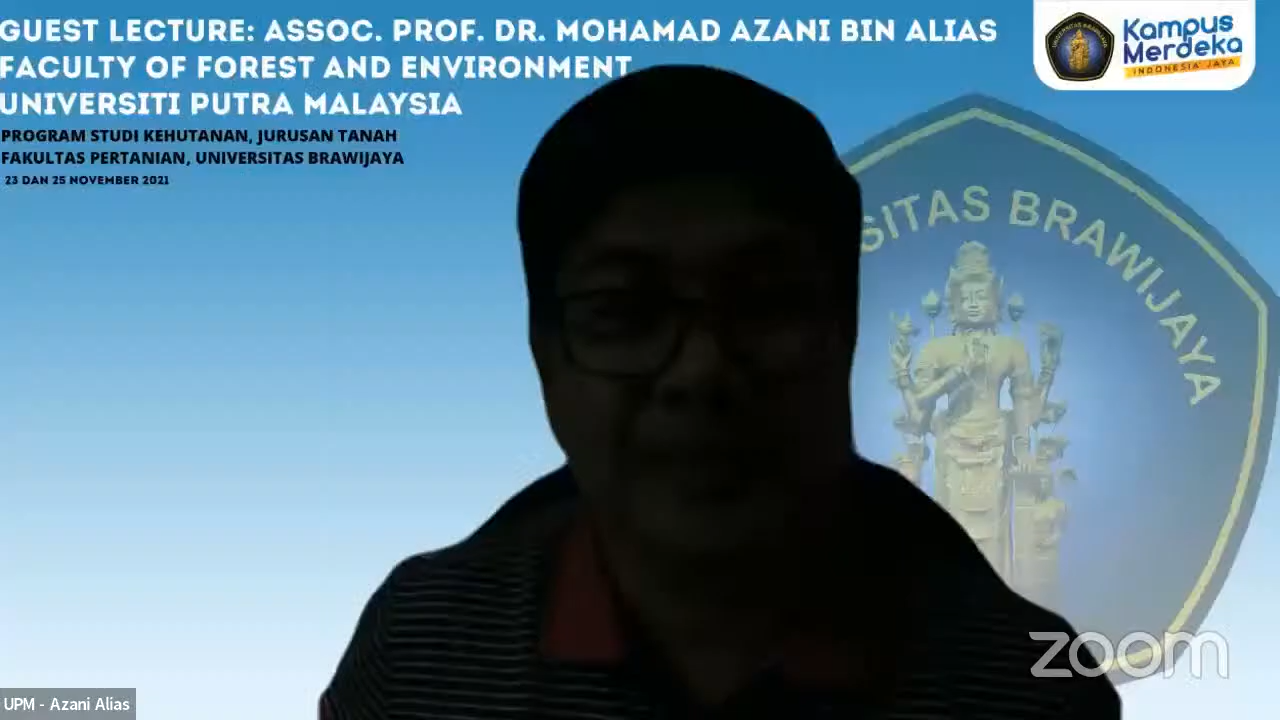 GUEST LECTURE: ASSOC. PROF. DR. MOHAMAD AZANI BIN ALIAS
FACULTY OF FOREST AND ENVIRONMENT
UNIVERSITI PUTRA MALAYSIA
PROGRAM STUDI KEHUTANAN, JURUSAN TANAH
FAKULTAS PERTANIAN, UNIVERSITAS BRAWIJAYA
23 DAN 25 NOVEMBER 2021
Kampus
Merdeka
INDONESIA JAYA
SITAS BRAWIJAYA
zoom
UPM - Azani Alias